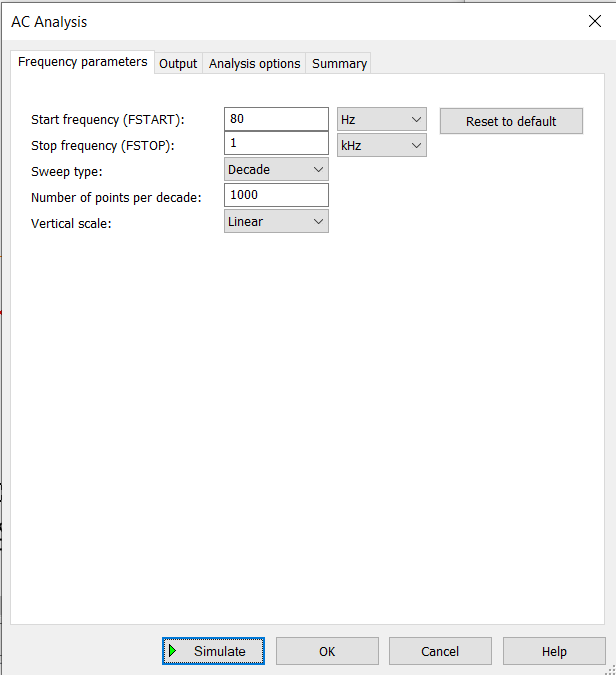 AC Analysis
Frequency parameters Output Analysis options Summary
Start frequency (FSTART): 80 Hz Reset to default
Stop frequency (FSTOP): 1 kHz
Sweep type: Decade
Number of points per decade: 1000
Vertical scale: Linear
Simulate OK Cancel Help